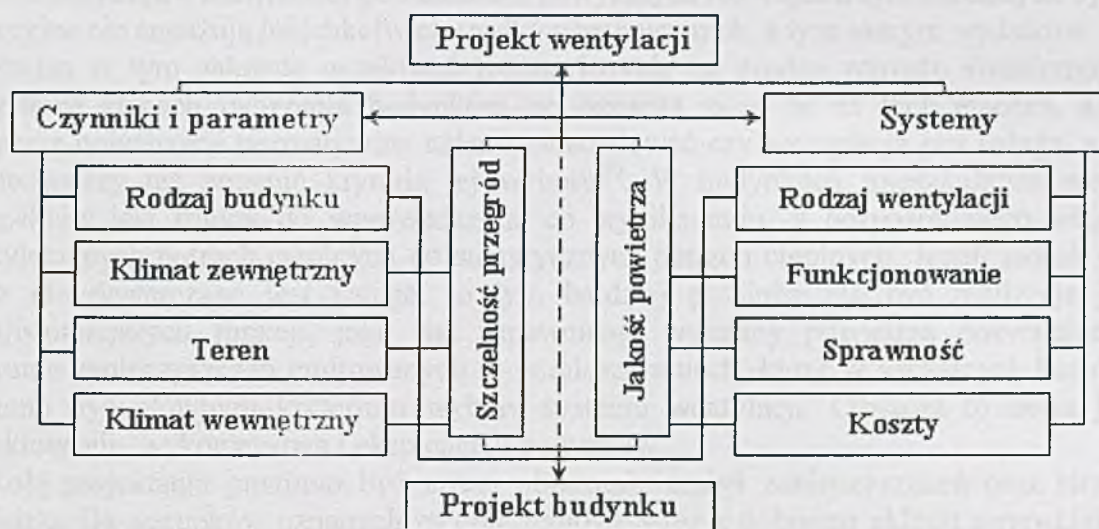 Projekt wentylacji
Czynniki i parametry
Systemy
Rodzaj budynku
Klimat zewnętrzny
Teren
Klimat wewnętrzny
Szczelność przegród
Jakość powietrza
Rodzaj wentylacji
Funkcjonowanie
Sprawność
Koszty
Projekt budynku